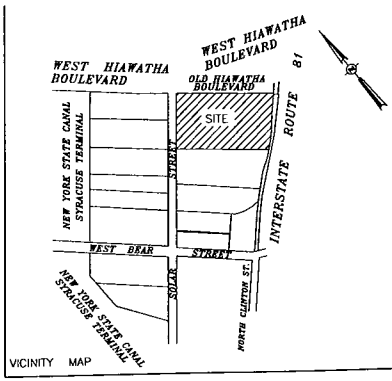 WEST HIAWATHA
BOULEVARD
WEST HIAWATHA
BOULEVARD
OLD HIAWATHA
BOULEVARD
SITE
INTERSTATE ROUTE 81
NEW YORK STATE CANAL
SYRACUSE TERMINAL
SOLAR STREET
WEST BEAR STREET
NORTH CLINTON ST.
NEW YORK STATE CANAL
SYRACUSE TERMINAL
VICINITY MAP